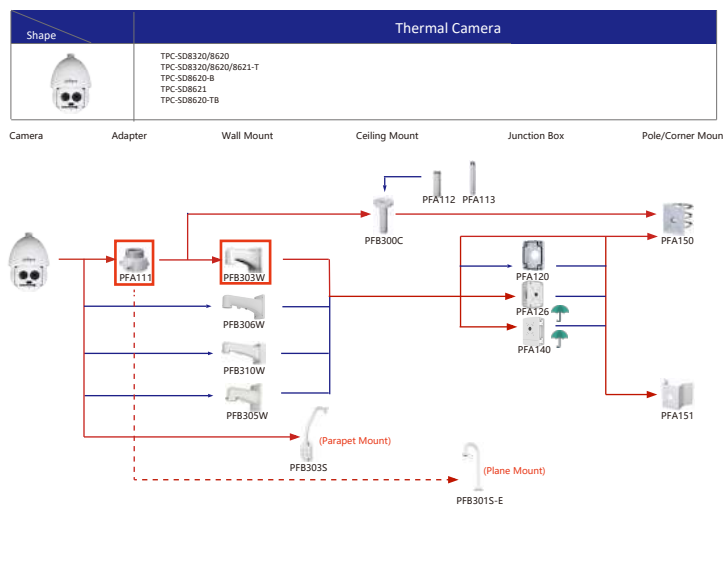 Shape
Thermal Camera
TPC-SD8320/8620
TPC-SD8320/8620/8621-T
TPC-SD8620-B
TPC-SD8621
TPC-SD8620-TB
Camera
Adapter
Wall Mount
Ceiling Mount
Junction Box
Pole/Corner Moun
PFA112
PFA113
PFB300C
PFA150
PFA111
PFB303W
PFA120
PFB306W
PFA126
PFA140
PFB310W
PFB305W
PFA151
(Parapet Mount)
PFB303S
(Plane Mount)
PFB301S-E